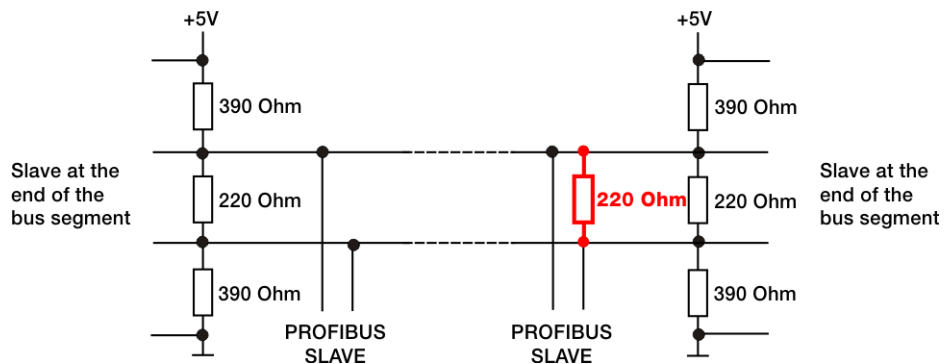 +5V
+5V
390 Ohm
390 Ohm
Slave at the
end of the
bus segment
220 Ohm
220 Ohm
220 Ohm
Slave at the
end of the
bus segment
390 Ohm
390 Ohm
PROFIBUS
SLAVE
PROFIBUS
SLAVE